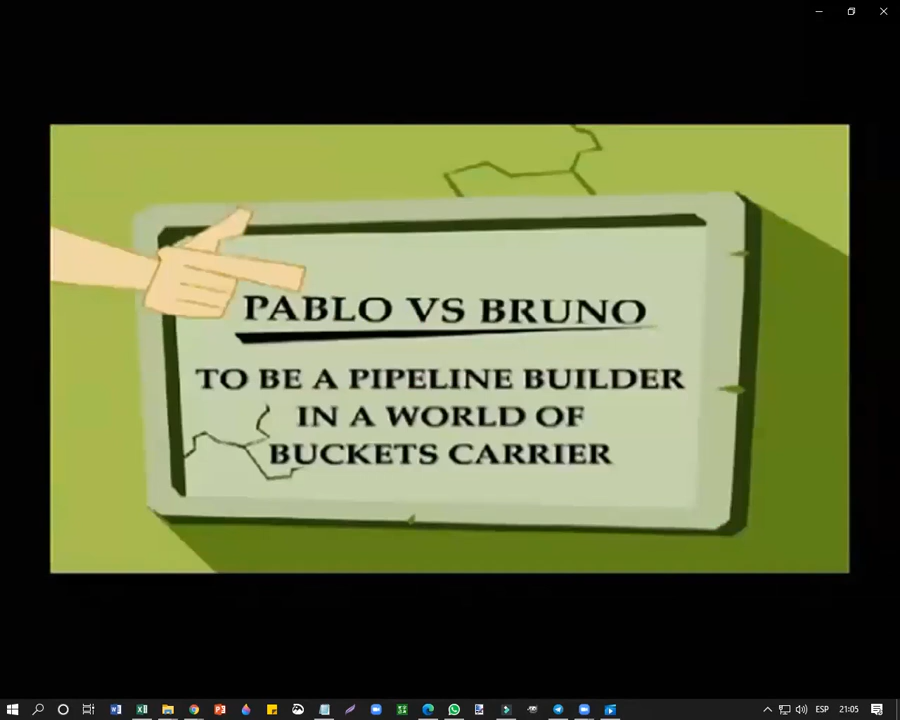 PABLO VS BRUNO
TO BE A PIPELINE BUILDER
IN A WORLD OF
BUCKETS CARRIER
ESP
21:05